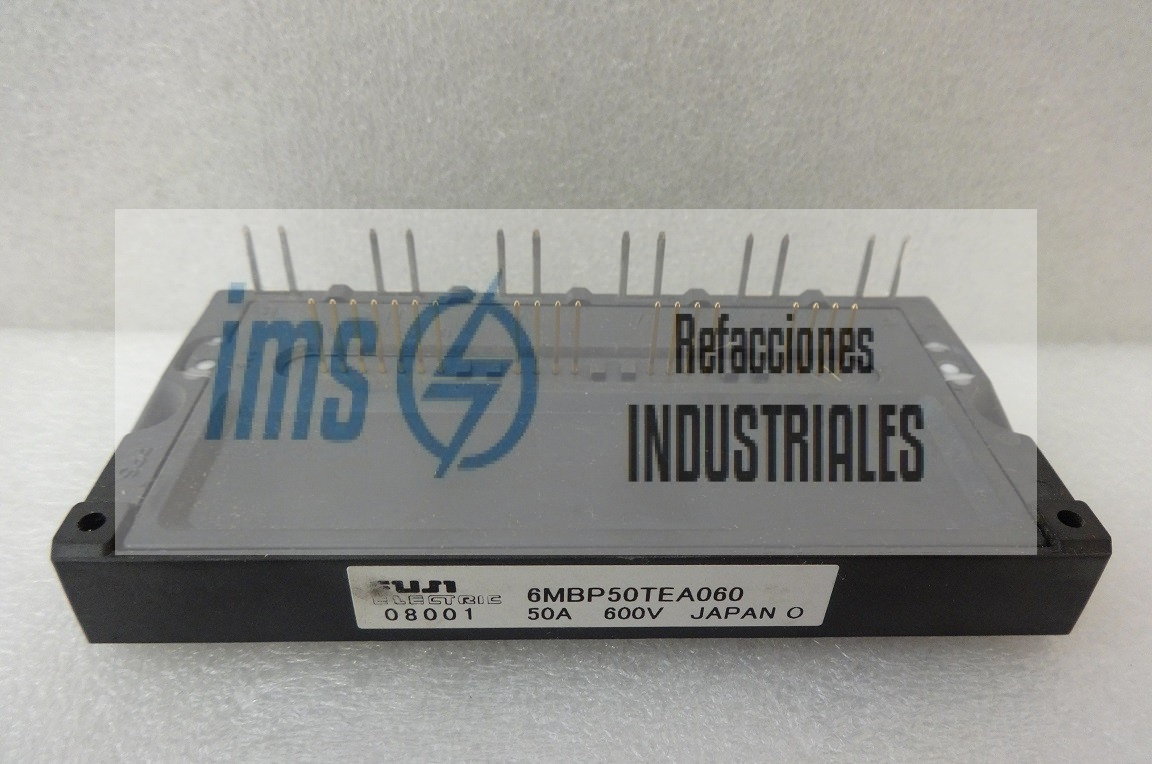 ims
Refacciones
INDUSTRIALES
FUJI
ELECTRIC 6MBP50TEA060
08001 50A 600V JAPAN O